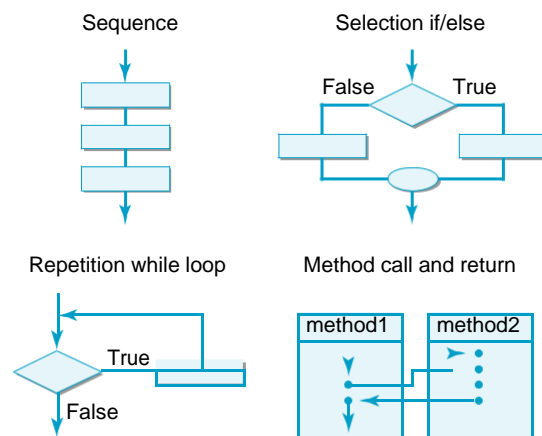 Sequence
Selection if/else
False
True
Repetition while loop
True
False
Method call and return
method1
method2